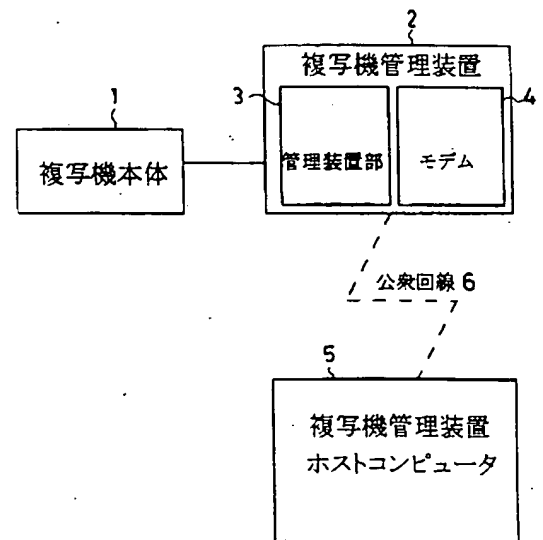 2
複写機管理装置
3
4
1
管理装置部
モデム
複写機本体
公衆回線 6
5
複写機管理装置
ホストコンピュータ